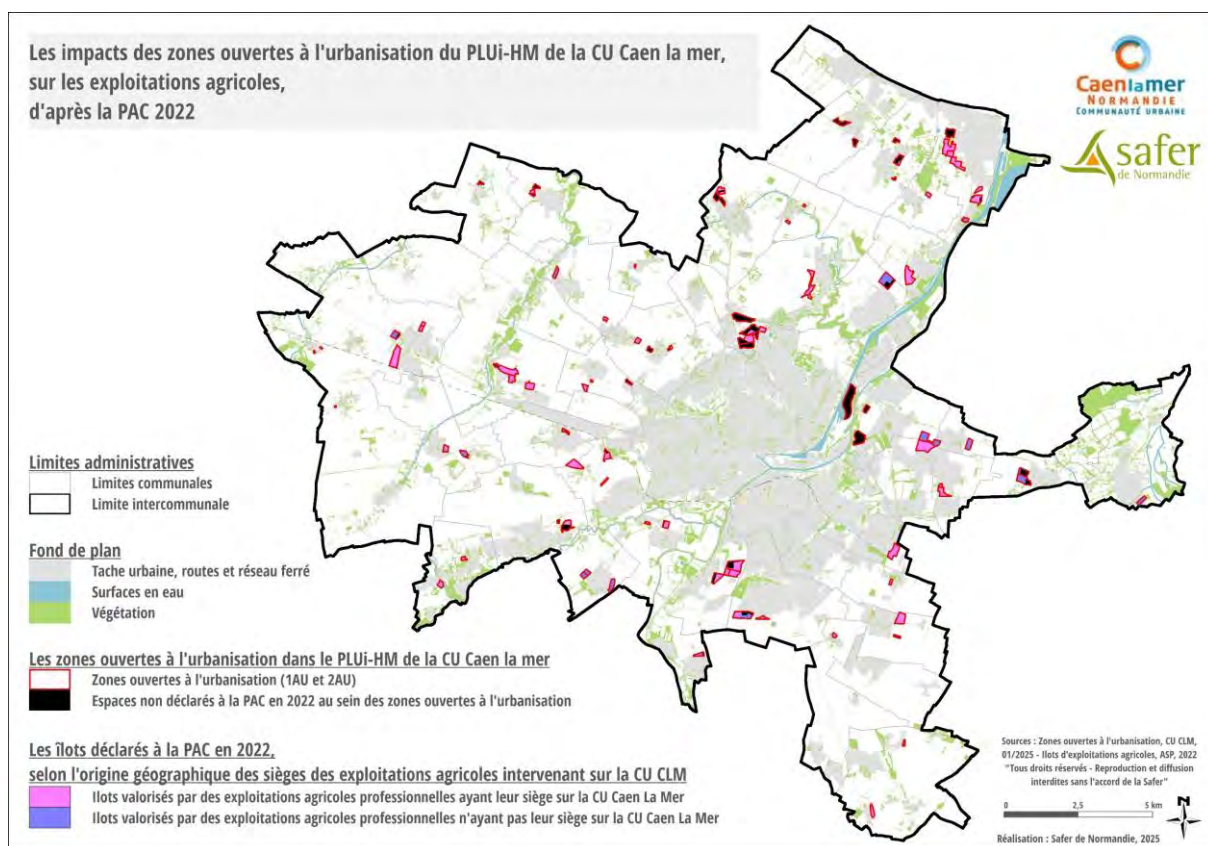 Les impacts des zones ouvertes à l'urbanisation du PLUi-HM de la CU Caen la mer,
sur les exploitations agricoles,
d'après la PAC 2022
Caenlamer
NORMANDIE
COMMUNAUTÉ URBAINE
safer
de Normandie
Limites administratives
Limites communales
Limite intercommunale
Fond de plan
Tache urbaine, routes et réseau ferré
Surfaces en eau
Végétation
Les zones ouvertes à l'urbanisation dans le PLUi-HM de la CU Caen la mer
Zones ouvertes à l'urbanisation (1AU et 2AU)
Espaces non déclarés à la PAC en 2022 au sein des zones ouvertes à l'urbanisation
Les îlots déclarés à la PAC en 2022,
selon l'origine géographique des sièges des exploitations agricoles intervenant sur la CU CLM
Ilots valorisés par des exploitations agricoles professionnelles ayant leur siège sur la CU Caen La Mer
Ilots valorisés par des exploitations agricoles professionnelles n'ayant pas leur siège sur la CU Caen La Mer
Sources : Zones ouvertes à l'urbanisation, CU CLM,
01/2025 - Ilots d'exploitations agricoles, ASP, 2022
"Tous droits réservés - Reproduction et diffusion
interdites sans l'accord de la Safer"
0 2,5 5 km
N
Réalisation : Safer de Normandie, 2025